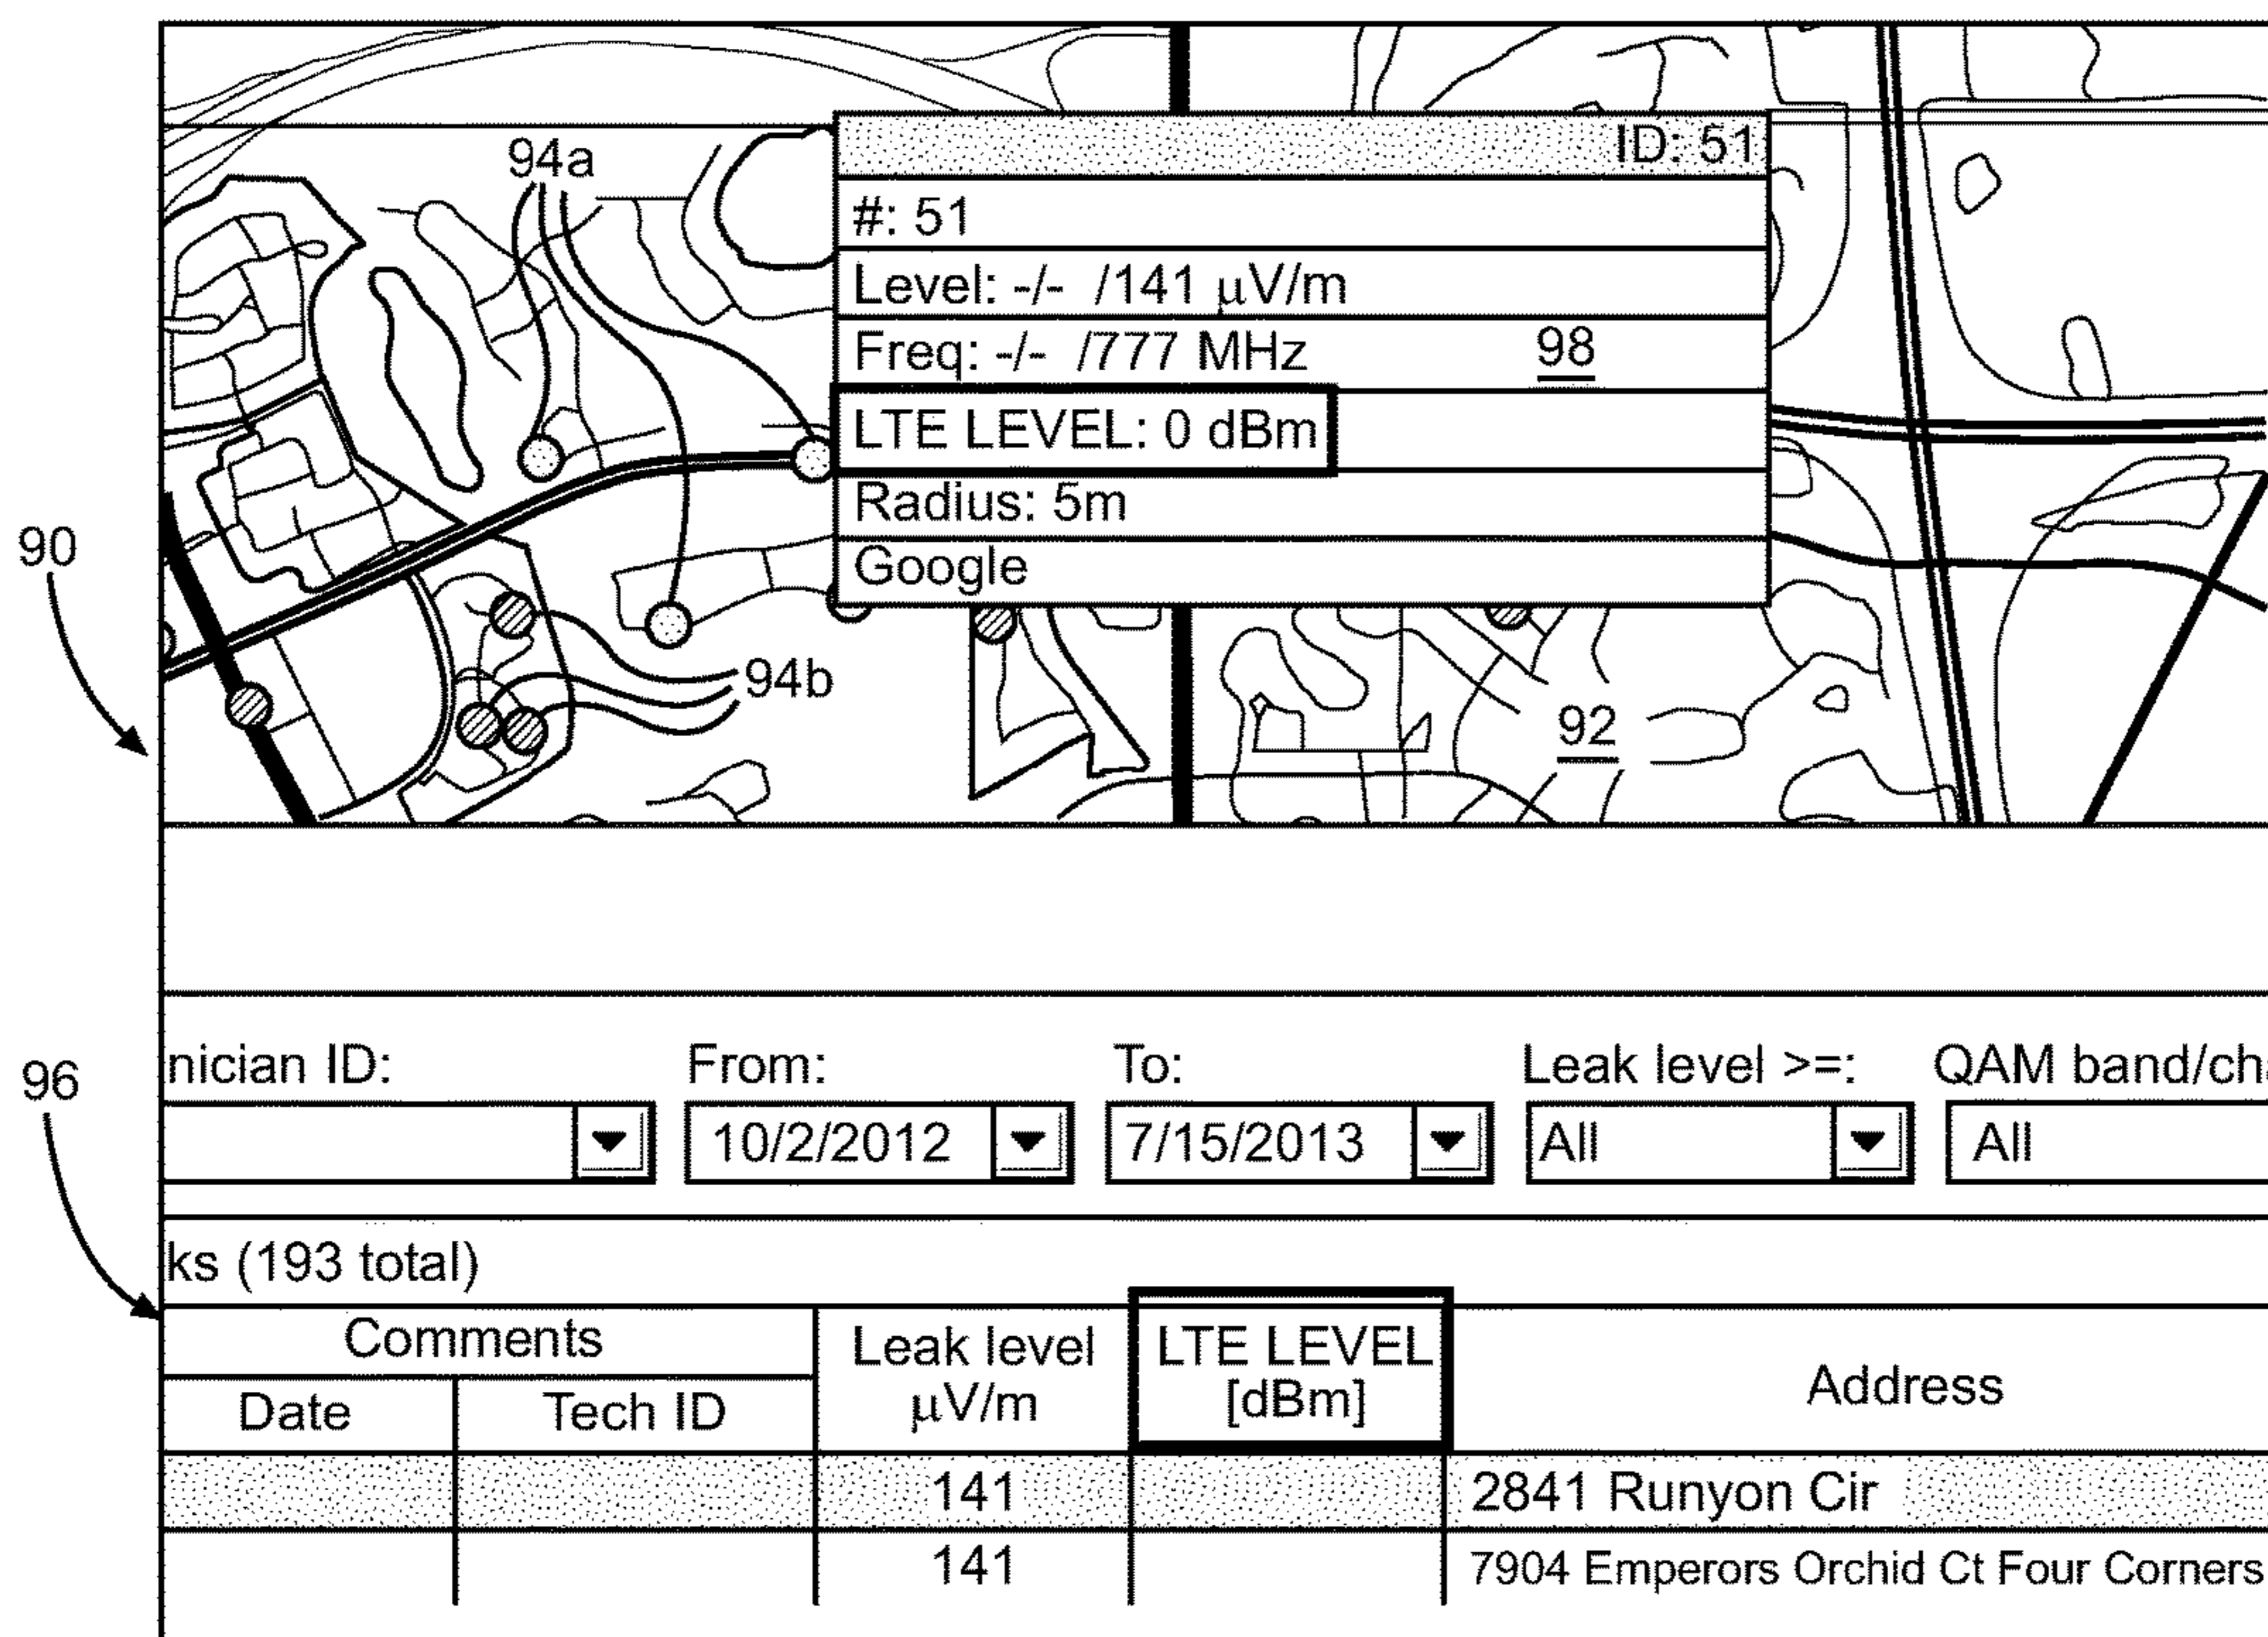 94a
ID: 51
#: 51
Level: -/- /141 μV/m
Freq: -/- /777 MHz
98
LTE LEVEL: 0 dBm
Radius: 5m
Google
90
94b
92
96
nician ID:
From:
To:
Leak level >=:
QAM band/cha
10/2/2012
7/15/2013
All
All
ks (193 total)
Comments
Leak level
μV/m
LTE LEVEL
[dBm]
Address
Date
Tech ID
141
2841 Runyon Cir
141
7904 Emperors Orchid Ct Four Corners